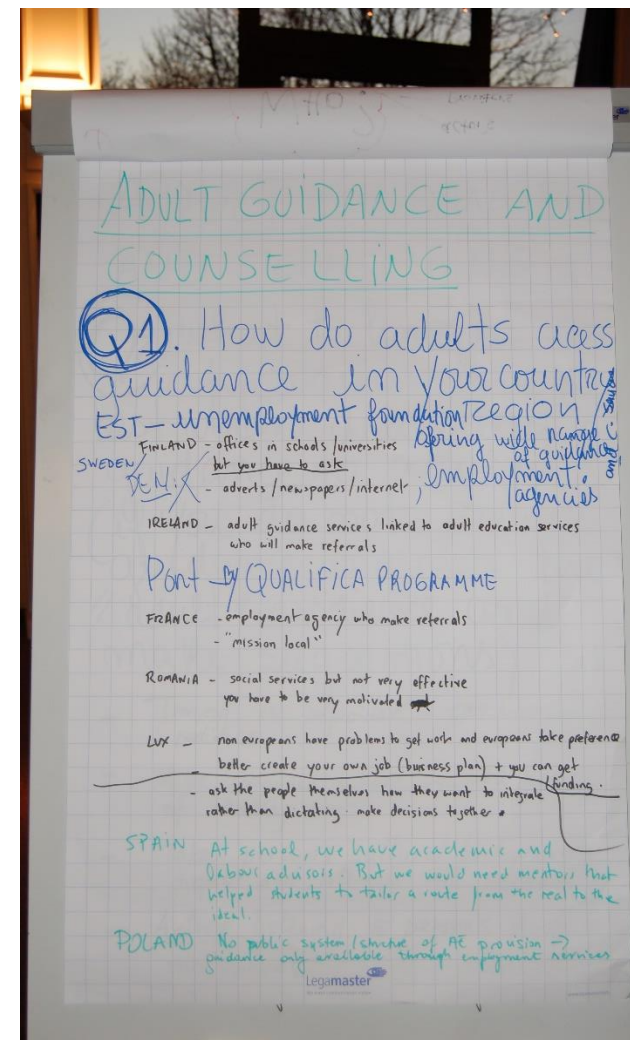 ADULT GUIDANCE AND
COUNSELLING
Q1. How do adults acess
guidance in your country/
REGION
EST - unemployment foundation
ofring wide range
of guidance
and
; employment
agencies
FINLAND - offices in schools/universities
but you have to ask
SWEDEN/
DEN.
- adverts/newspapers/internet
IRELAND - adult guidance services linked to adult education services
who will make referrals
Port → QUALIFICA PROGRAMME
FRANCE - employment agency who make referrals
- "mission local"
ROMANIA - social services but not very effective
you have to be very motivated
LUX - non europeans have problems to get work and europeans take preference
- better create your own job (buisness plan) + you can get
funding.
- ask the people themselves how they want to integrate
rather than dictating. make decisions together.
SPAIN At school, we have academic and
labour advisors. But we would need mentors that
helped students to tailor a route from the real to the
ideal.
POLAND No public system/structure of AE provision →
guidance only available through employment services
Legamaster